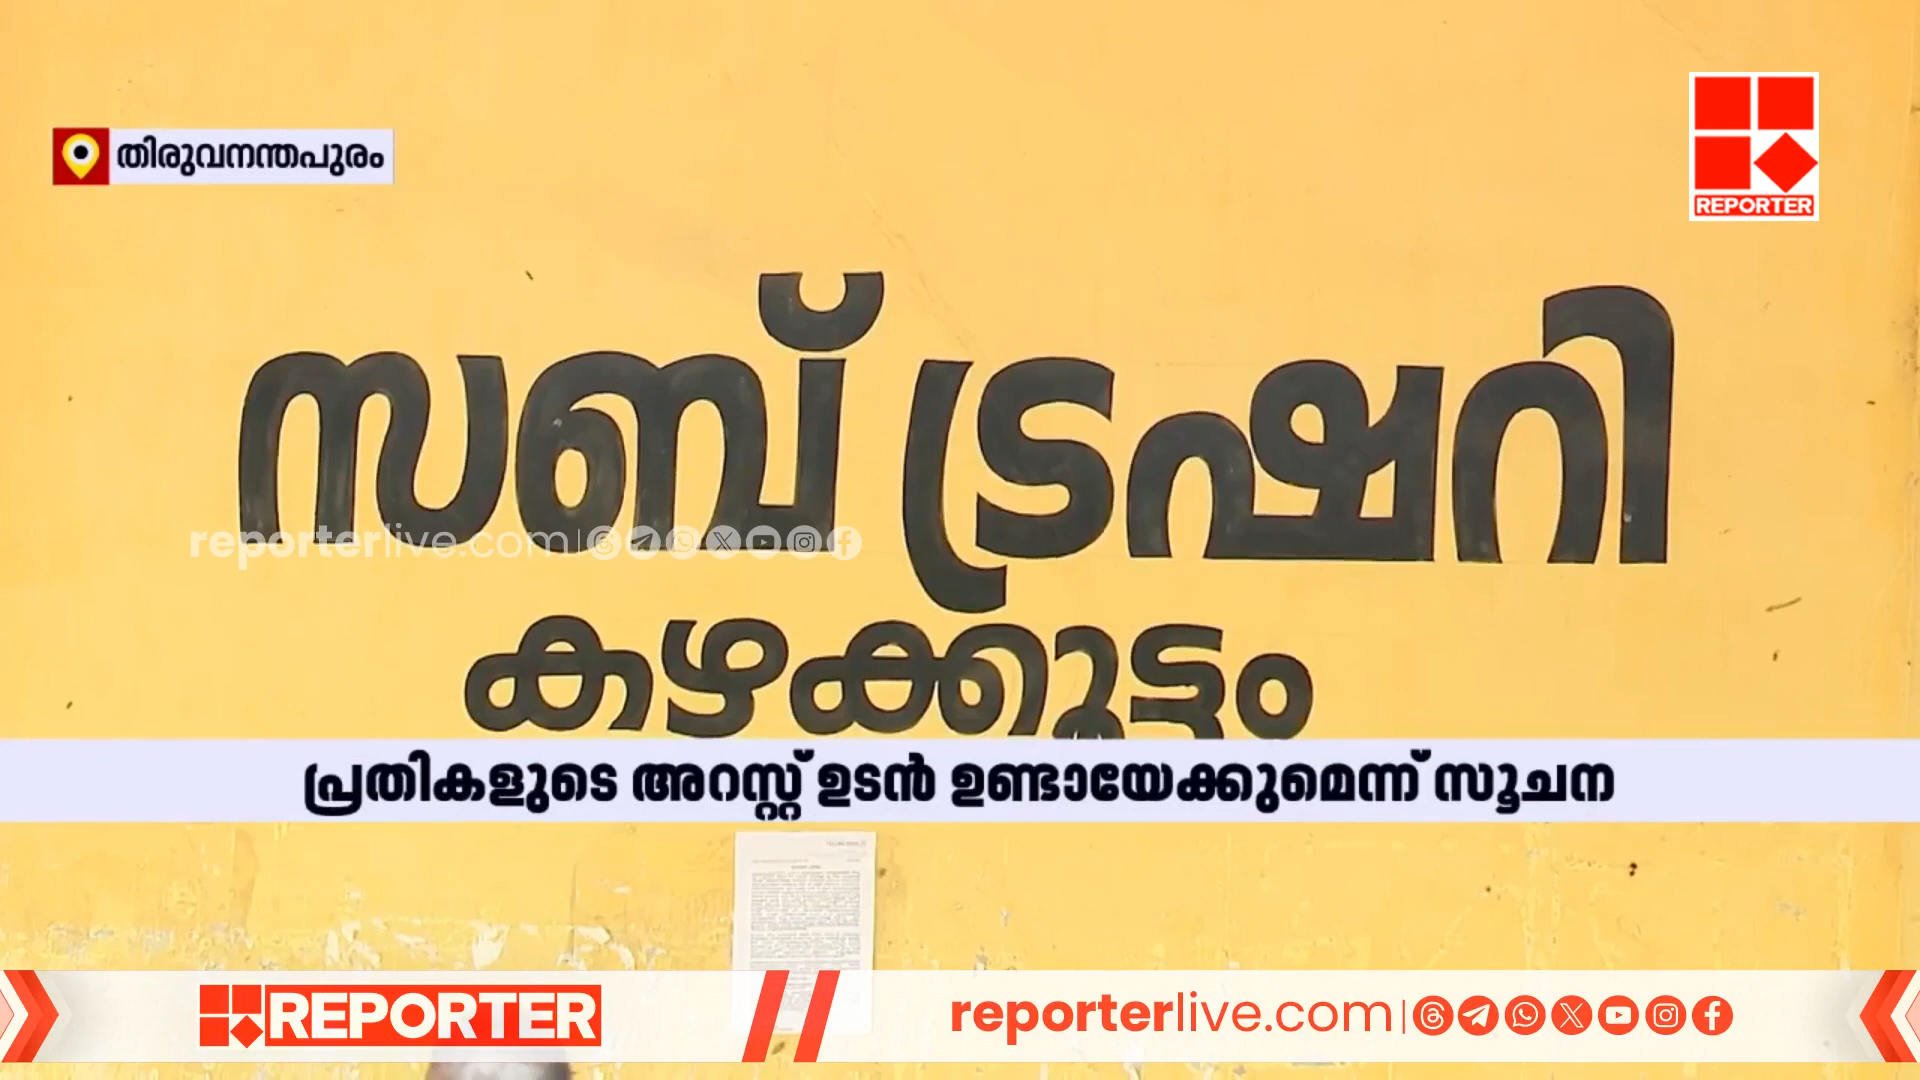 തിരുവനന്തപുരം
REPORTER
സബ് ട്രഷറി
reporterlive.com
കഴക്കൂട്ടം
പ്രതികളുടെ അറസ്റ്റ് ഉടൻ ഉണ്ടായേക്കുമെന്ന് സൂചന
REPORTER
reporterlive.com